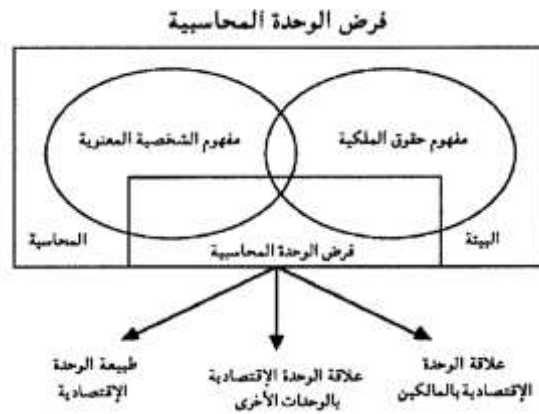 فرض الوحدة المحاسبية
مفهوم حقوق الملكية
مفهوم الشخصية المعنوية
البيئة
المحاسبة
فرض الوحدة المحاسبية
علاقة الوحدة
الإقتصادية بالمالكين
علاقة الوحدة الإقتصادية
بالوحدات الأخرى
طبيعة الوحدة
الإقتصادية